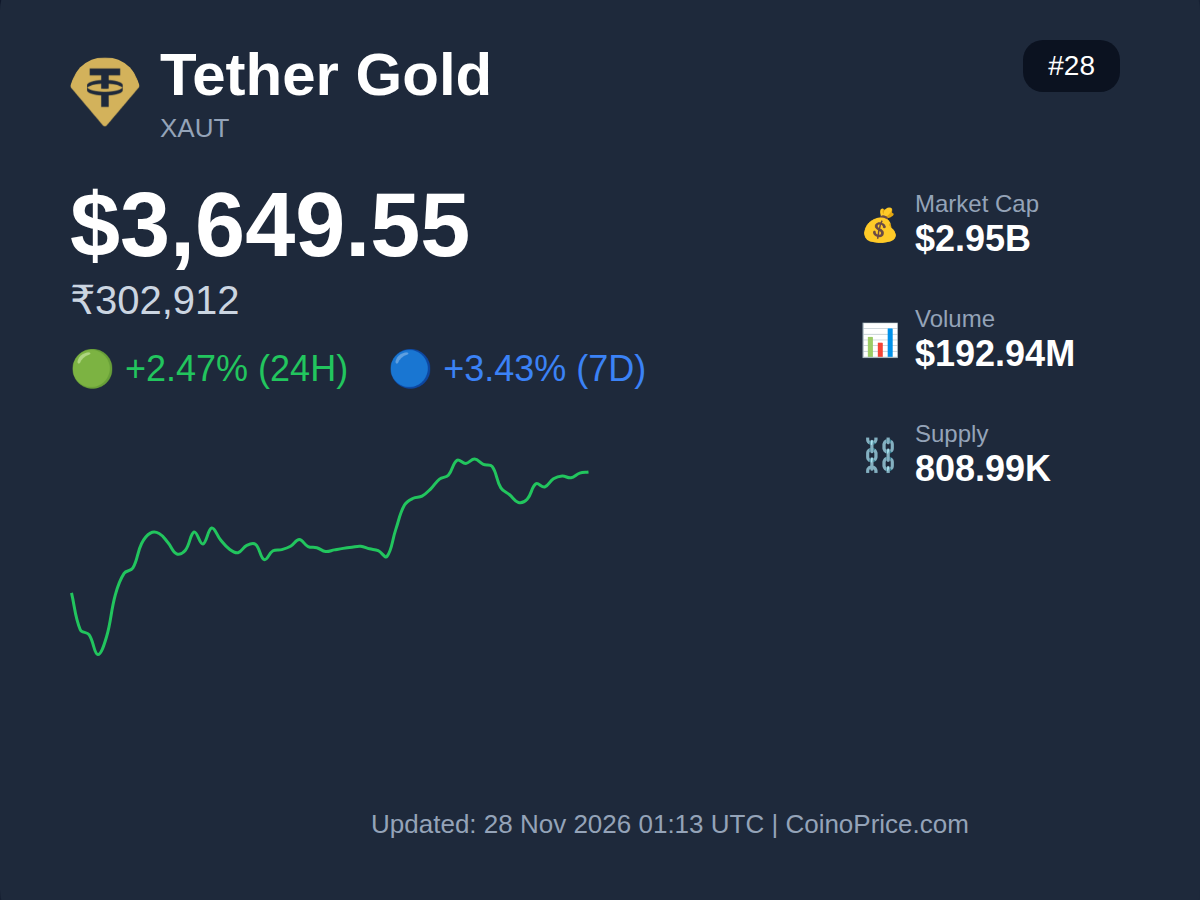 Tether Gold
XAUT
#28
$3,649.55
₹302,912
+2.47% (24H) +3.43% (7D)
Market Cap
$2.95B
Volume
$192.94M
Supply
808.99K
Updated: 28 Nov 2026 01:13 UTC | CoinoPrice.com